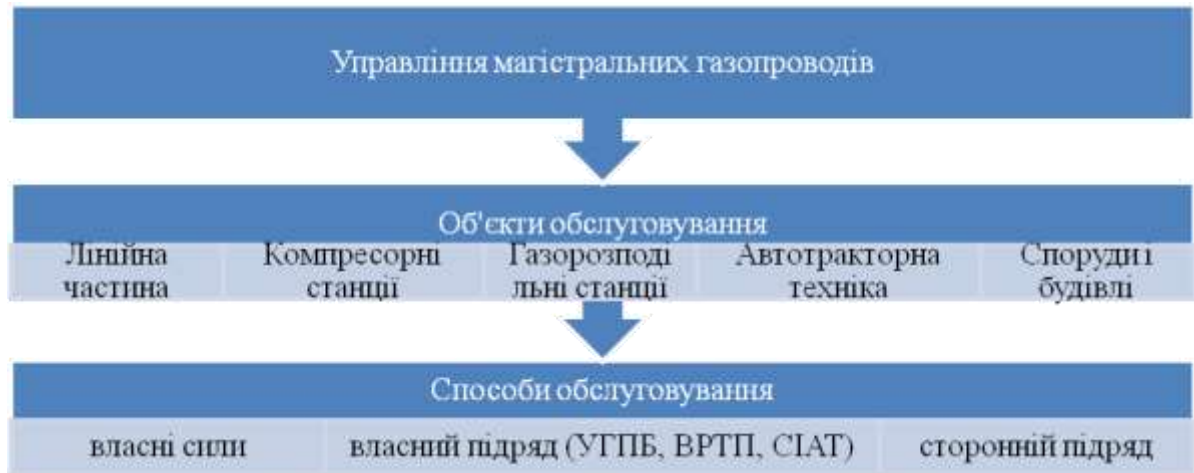 Управління магістральних газопроводів
Об'єкти обслуговування
Лінійна
частина
Компресорні
станції
Газорозподі
льні станції
Автотракторна
техніка
Споруди і
будівлі
Способи обслуговування
власні сили
власний підряд (УГПБ, ВРТП, СІАТ)
сторонній підряд